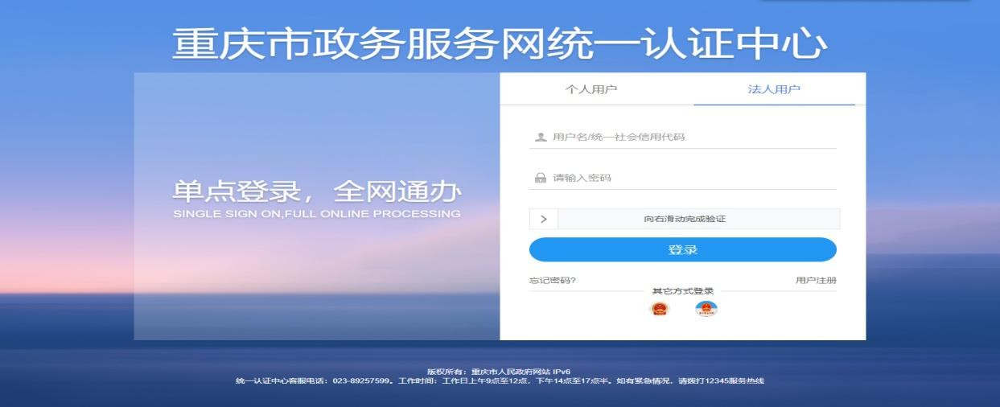 重庆市政务服务网统一认证中心
个人用户
法人用户
用户名/统一社会信用代码
请输入密码
单点登录，全网通办
SINGLE SIGN ON,FULL ONLINE PROCESSING
向右滑动完成验证
登录
忘记密码?
用户注册
其它方式登录
版权所有：重庆市人民政府网站 IPv6
统一认证中心客服电话：023-89257599。工作时间：工作日上午9点至12点，下午14点至17点半。如有紧急情况，请拨打12345服务热线